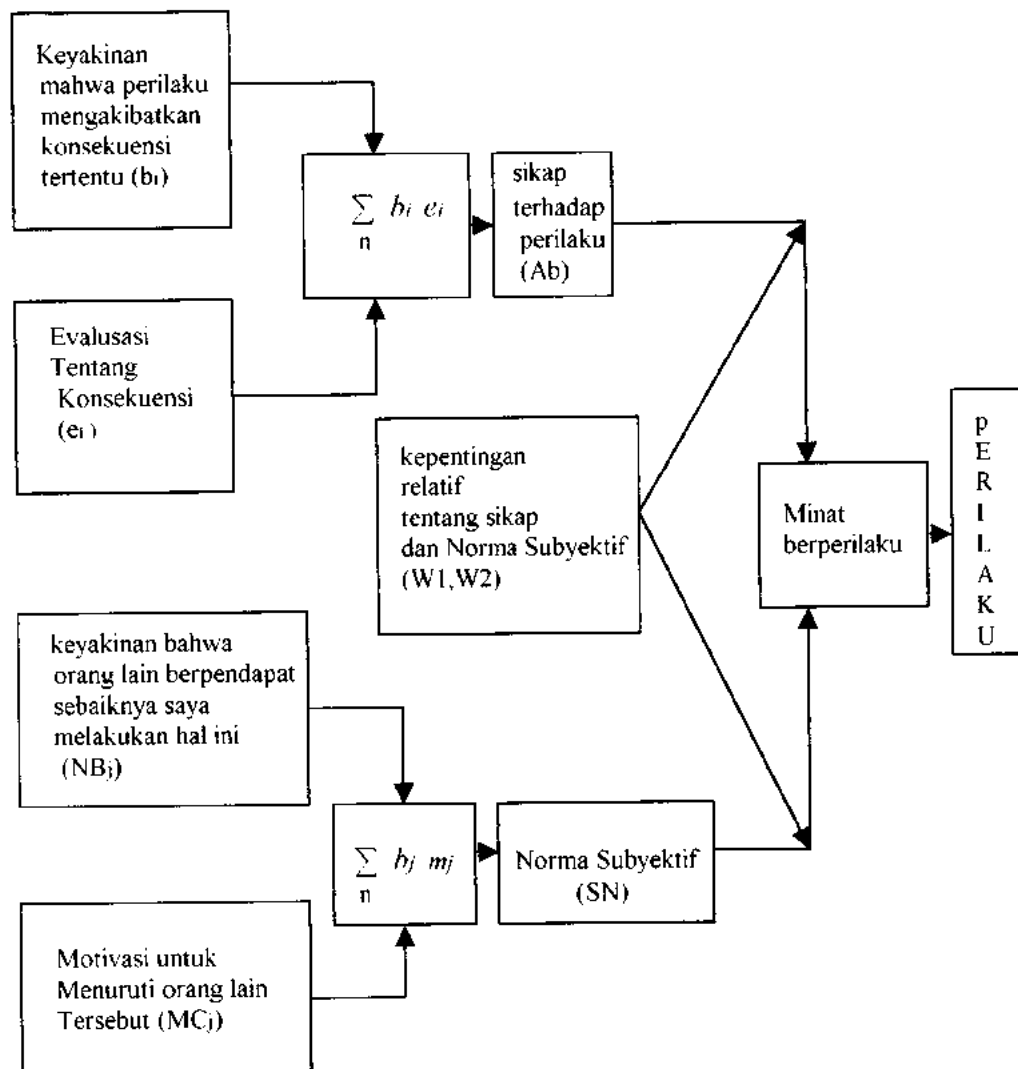 Keyakinan
mahwa perilaku
mengakibatkan
konsekuensi
tertentu (bi)
∑ bi ei
n
sikap
terhadap
perilaku
(Ab)
Evalusasi
Tentang
Konsekuensi
(ei)
kepentingan
relatif
tentang sikap
dan Norma Subyektif
(W1,W2)
Minat
berperilaku
p
E
R
I
L
A
K
U
keyakinan bahwa
orang lain berpendapat
sebaiknya saya
melakukan hal ini
(NBj)
∑ bj mj
n
Norma Subyektif
(SN)
Motivasi untuk
Menuruti orang lain
Tersebut (MCj)